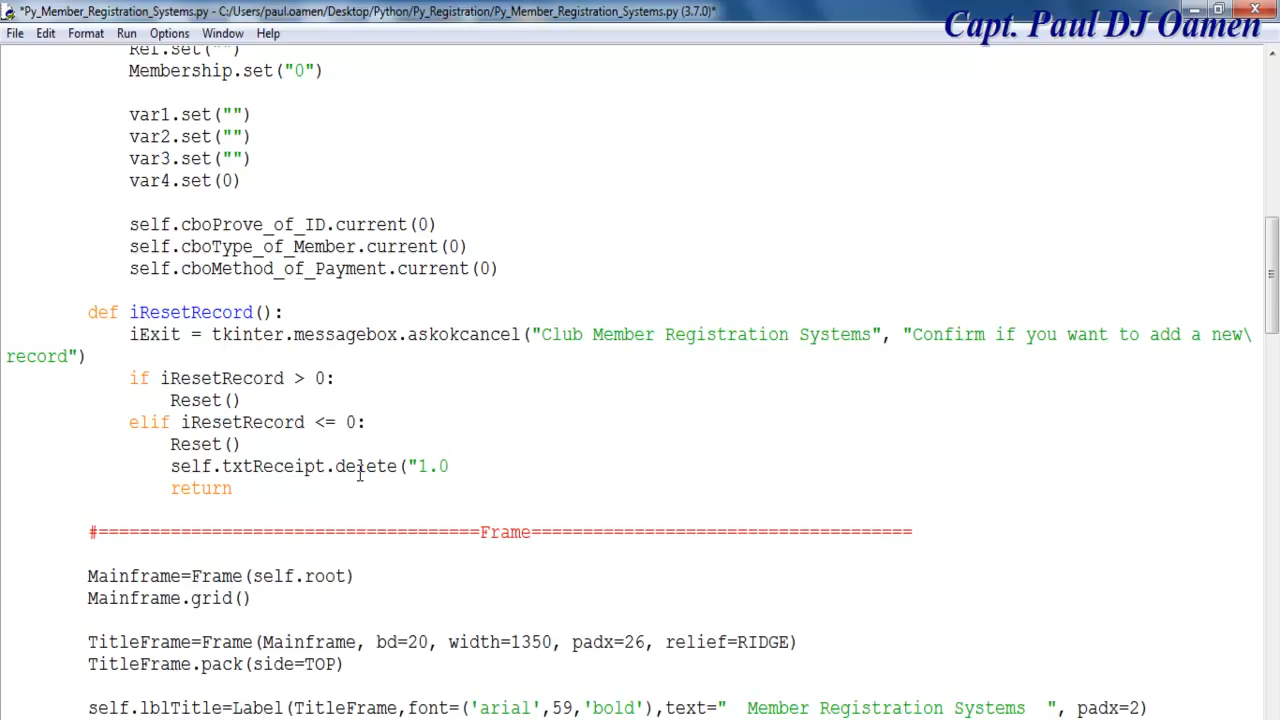 *Py_Member_Registration_Systems.py - C:/Users/paul.oamen/Desktop/Python/Py_Registration/Py_Member_Registration_Systems.py (3.7.0)*
Capt. Paul DJ Oamen
File Edit Format Run Options Window Help
Ref.set("")
Membership.set("0")
var1.set("")
var2.set("")
var3.set("")
var4.set(0)
self.cboProve_of_ID.current(0)
self.cboType_of_Member.current(0)
self.cboMethod_of_Payment.current(0)
def iResetRecord():
iExit = tkinter.messagebox.askokcancel("Club Member Registration Systems", "Confirm if you want to add a new\
record")
if iResetRecord > 0:
Reset()
elif iResetRecord <= 0:
Reset()
self.txtReceipt.delete("1.0
return
#=====================================Frame=====================================
Mainframe=Frame(self.root)
Mainframe.grid()
TitleFrame=Frame(Mainframe, bd=20, width=1350, padx=26, relief=RIDGE)
TitleFrame.pack(side=TOP)
self.lblTitle=Label(TitleFrame,font=('arial',59,'bold'),text="  Member Registration Systems  ", padx=2)